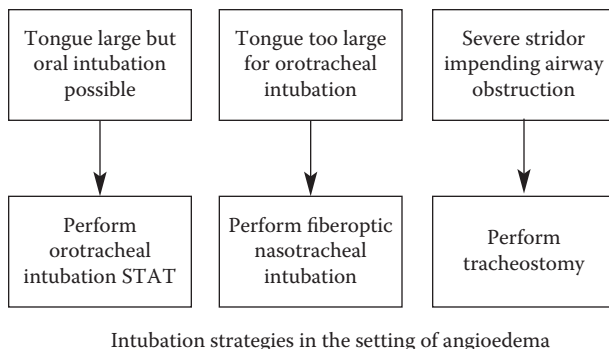 Tongue large but
oral intubation
possible
Tongue too large
for orotracheal
intubation
Severe stridor
impending airway
obstruction
Perform
orotracheal
intubation STAT
Perform fiberoptic
nasotracheal
intubation
Perform
tracheostomy
Intubation strategies in the setting of angioedema